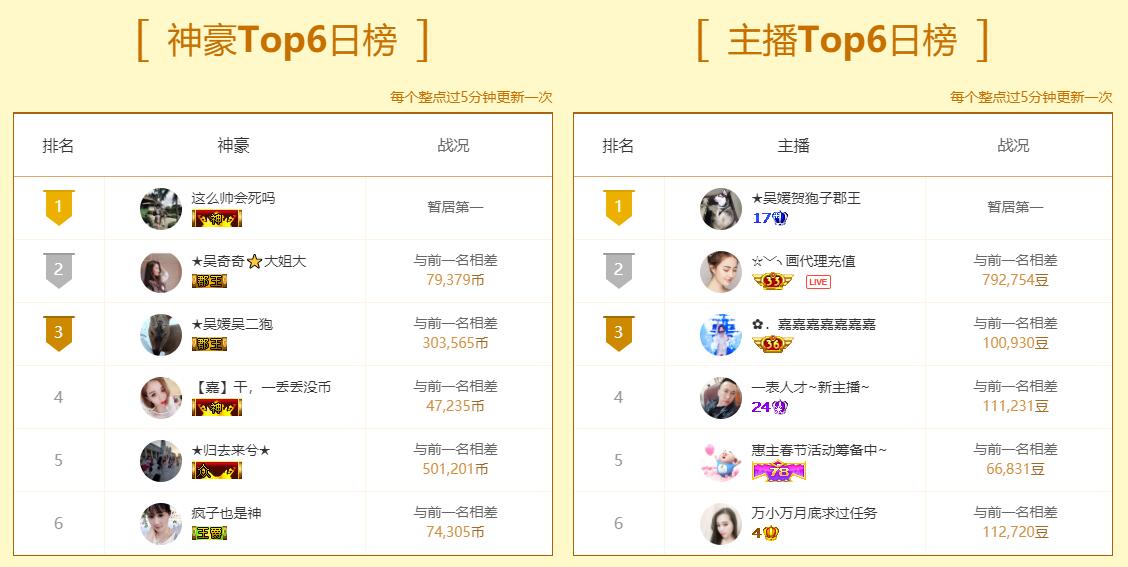 [ 神豪Top6日榜 ]
每个整点过5分钟更新一次
排名 神豪 战况
1 这么帅会死吗 暂居第一
神
2 ★吴奇奇⭐大姐大 与前一名相差
郡王 79,379币
3 ★吴媛昊二狍 与前一名相差
郡王 303,565币
4 【嘉】干，一丢丢没币 与前一名相差
神 47,235币
5 ★归去来兮★ 与前一名相差
501,201币
6 疯子也是神 与前一名相差
王爵 74,305币
[ 主播Top6日榜 ]
每个整点过5分钟更新一次
排名 主播 战况
1 ★吴媛贺狍子郡王 暂居第一
17
2 画代理充值 与前一名相差
33 LIVE 792,754豆
3 ✿．嘉嘉嘉嘉嘉嘉嘉 与前一名相差
36 100,930豆
4 一表人才~新主播~ 与前一名相差
24 111,231豆
5 惠主春节活动筹备中~ 与前一名相差
78 66,831豆
6 万小万月底求过任务 与前一名相差
4 112,720豆